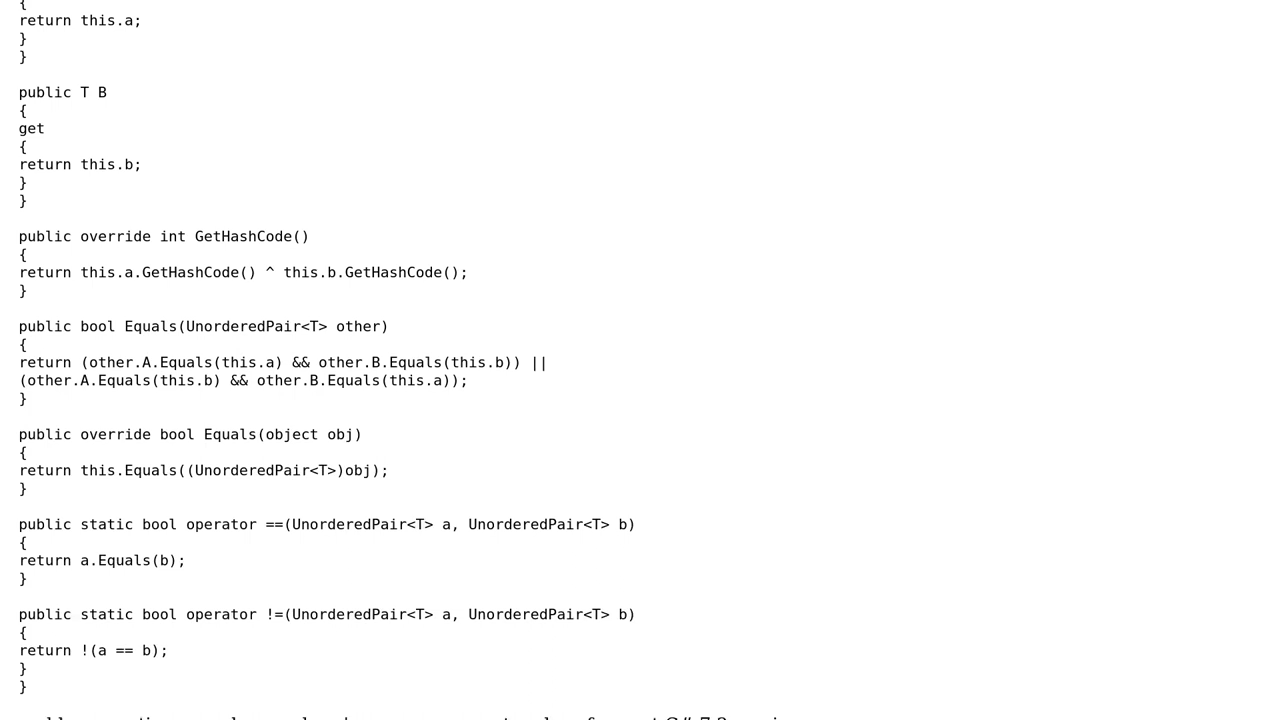 {
return this.a;
}
}
public T B
{
get
{
return this.b;
}
}
public override int GetHashCode()
{
return this.a.GetHashCode() ^ this.b.GetHashCode();
}
public bool Equals(UnorderedPair<T> other)
{
return (other.A.Equals(this.a) && other.B.Equals(this.b)) ||
(other.A.Equals(this.b) && other.B.Equals(this.a));
}
public override bool Equals(object obj)
{
return this.Equals((UnorderedPair<T>)obj);
}
public static bool operator ==(UnorderedPair<T> a, UnorderedPair<T> b)
{
return a.Equals(b);
}
public static bool operator !=(UnorderedPair<T> a, UnorderedPair<T> b)
{
return !(a == b);
}
}